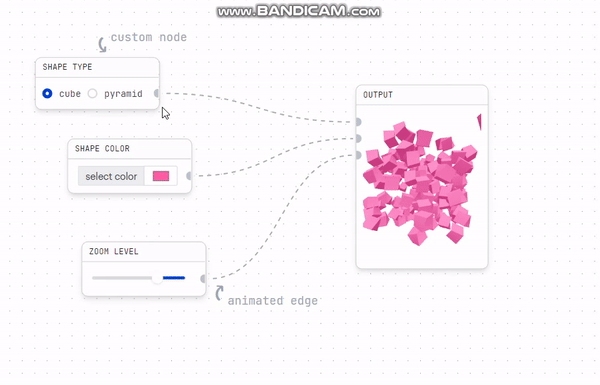 www.BANDICAM.com
custom node
SHAPE TYPE
cube pyramid
OUTPUT
SHAPE COLOR
select color
ZOOM LEVEL
animated edge